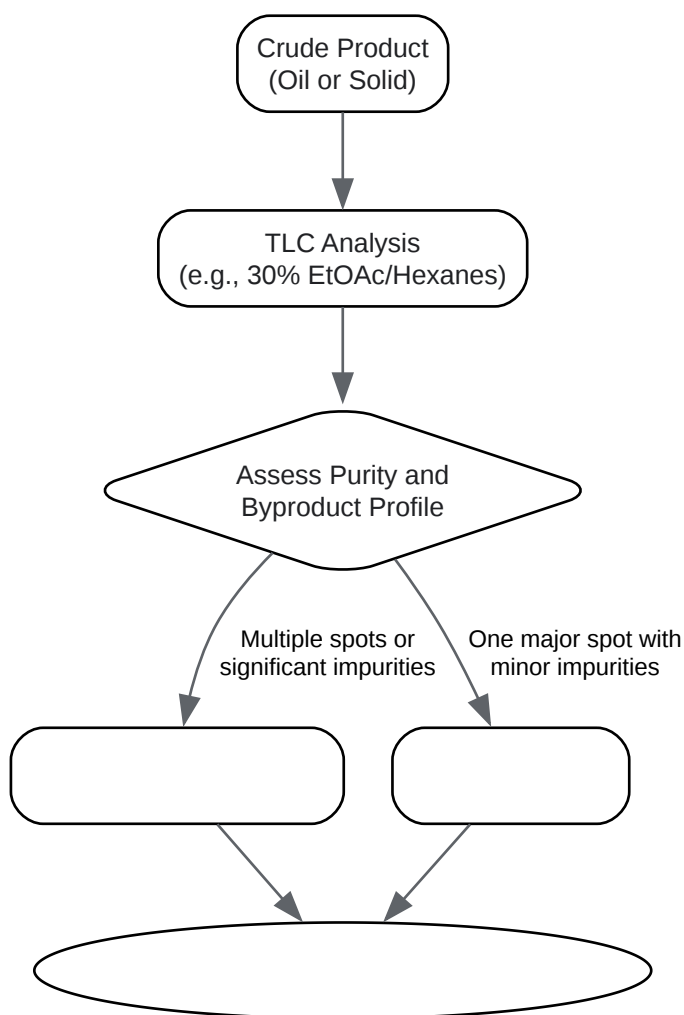 Crude Product
(Oil or Solid)
TLC Analysis
(e.g., 30% EtOAc/Hexanes)
Assess Purity and
Byproduct Profile
Multiple spots or
significant impurities
One major spot with
minor impurities